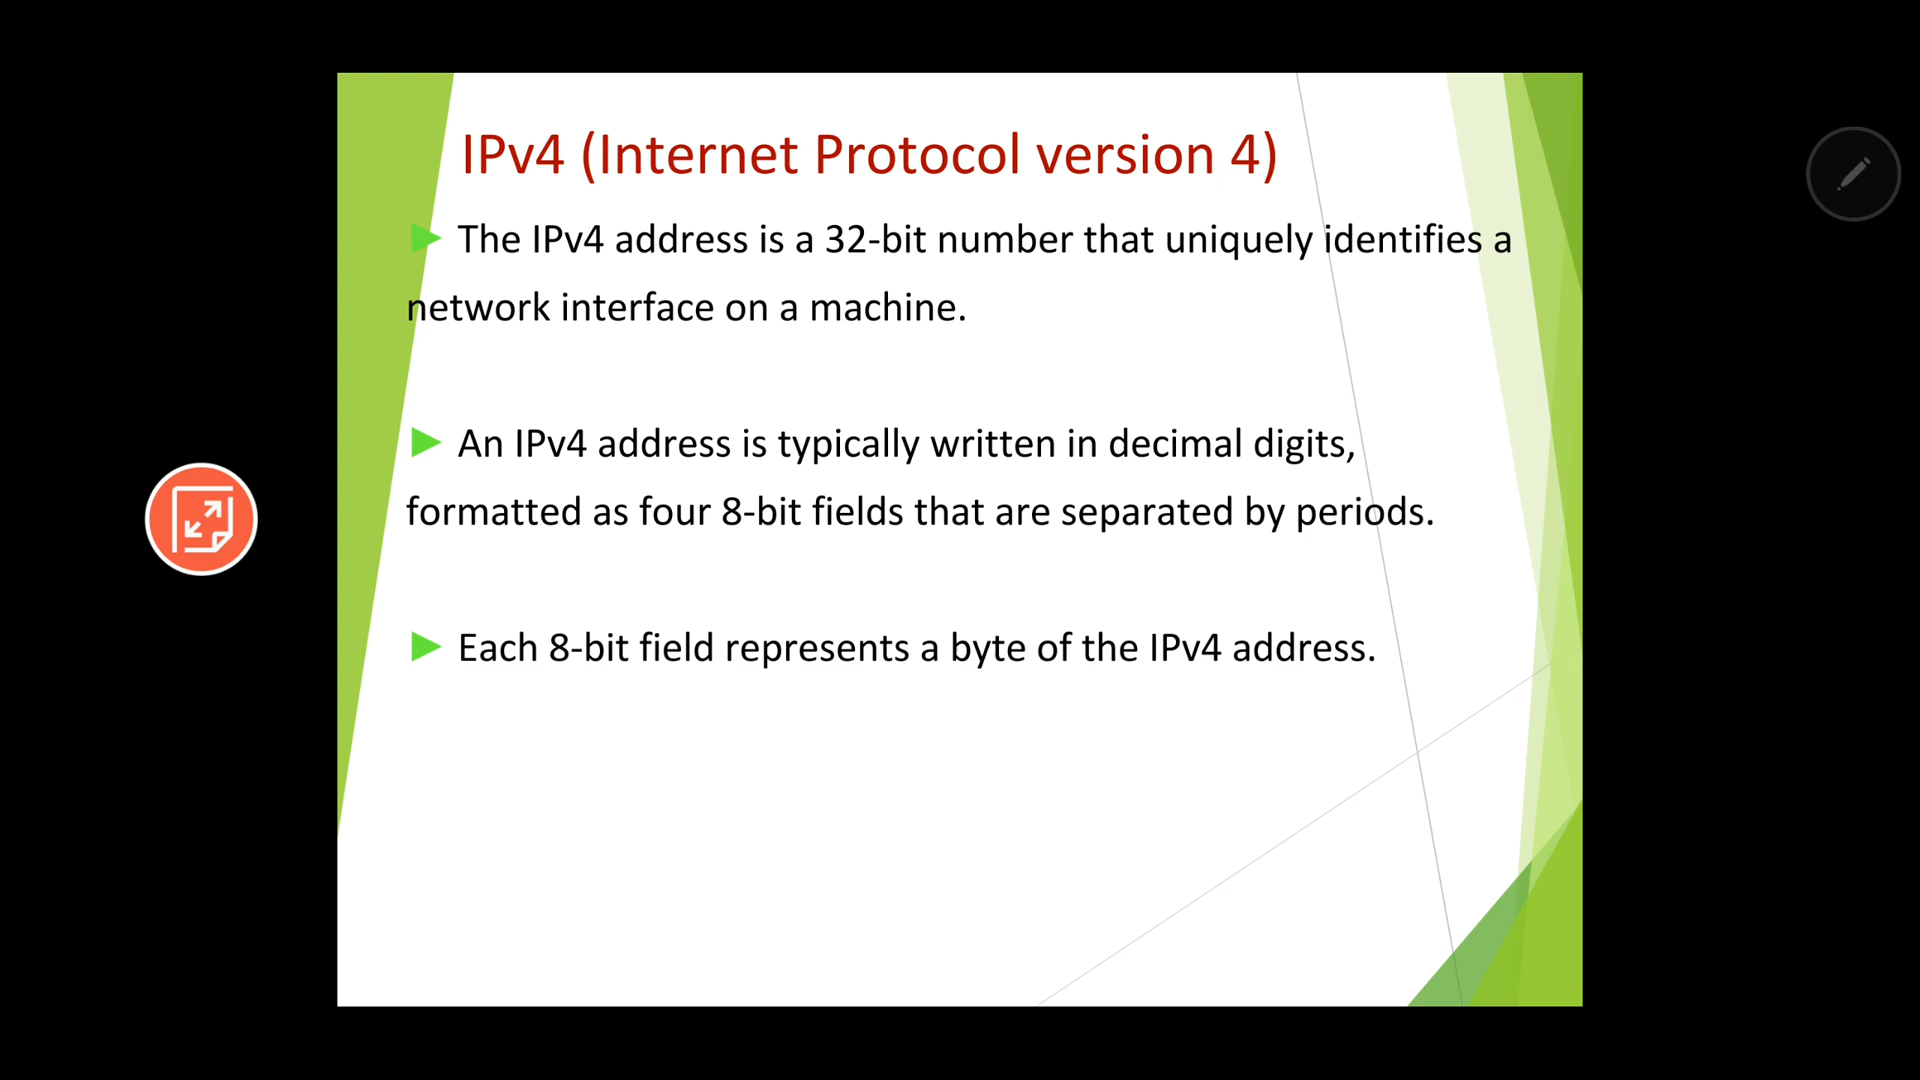 IPv4 (Internet Protocol version 4)
The IPv4 address is a 32-bit number that uniquely identifies a
network interface on a machine.
An IPv4 address is typically written in decimal digits,
formatted as four 8-bit fields that are separated by periods.
Each 8-bit field represents a byte of the IPv4 address.